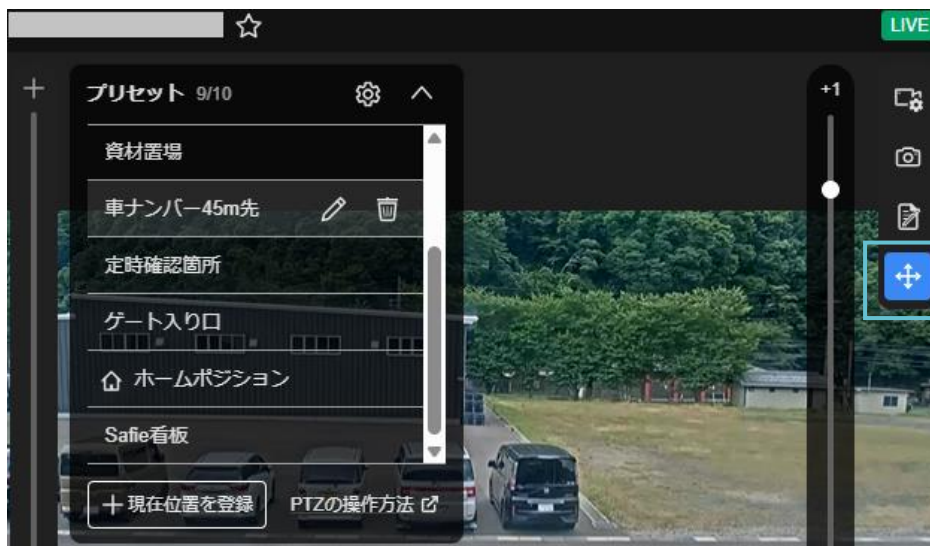 LIVE
プリセット 9/10
+1
資材置場
車ナンバー45m先
定時確認箇所
ゲート入り口
ホームポジション
Safie看板
＋現在位置を登録 PTZの操作方法